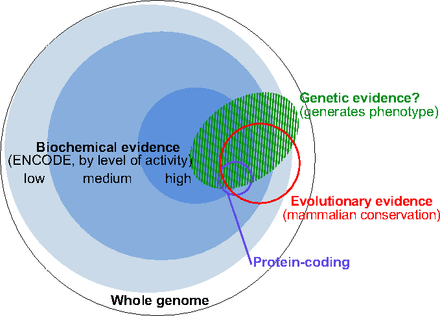 Genetic evidence?
(generates phenotype)
Biochemical evidence
(ENCODE, by level of activity)
low medium high
Evolutionary evidence
(mammalian conservation)
Protein-coding
Whole genome